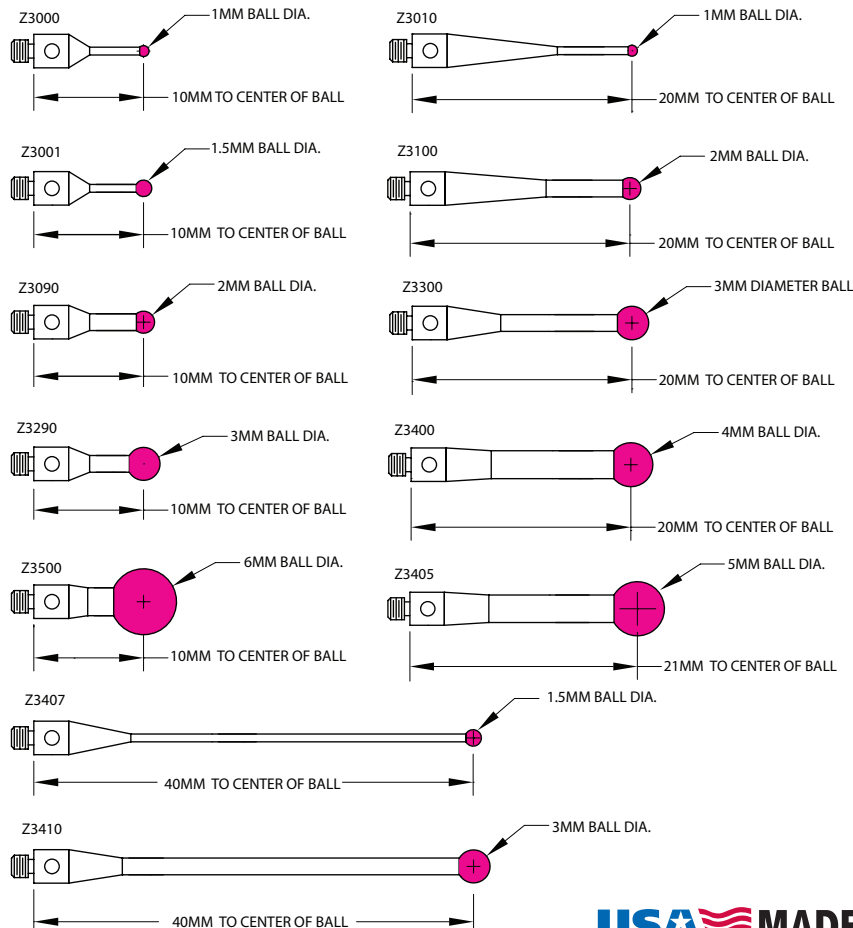 Z3000
1MM BALL DIA.
10MM TO CENTER OF BALL
Z3010
1MM BALL DIA.
20MM TO CENTER OF BALL
Z3001
1.5MM BALL DIA.
10MM TO CENTER OF BALL
Z3100
2MM BALL DIA.
20MM TO CENTER OF BALL
Z3090
2MM BALL DIA.
10MM TO CENTER OF BALL
Z3300
3MM DIAMETER BALL
20MM TO CENTER OF BALL
Z3290
3MM BALL DIA.
10MM TO CENTER OF BALL
Z3400
4MM BALL DIA.
20MM TO CENTER OF BALL
Z3500
6MM BALL DIA.
10MM TO CENTER OF BALL
Z3405
5MM BALL DIA.
21MM TO CENTER OF BALL
Z3407
1.5MM BALL DIA.
40MM TO CENTER OF BALL
Z3410
3MM BALL DIA.
40MM TO CENTER OF BALL
USA MADE